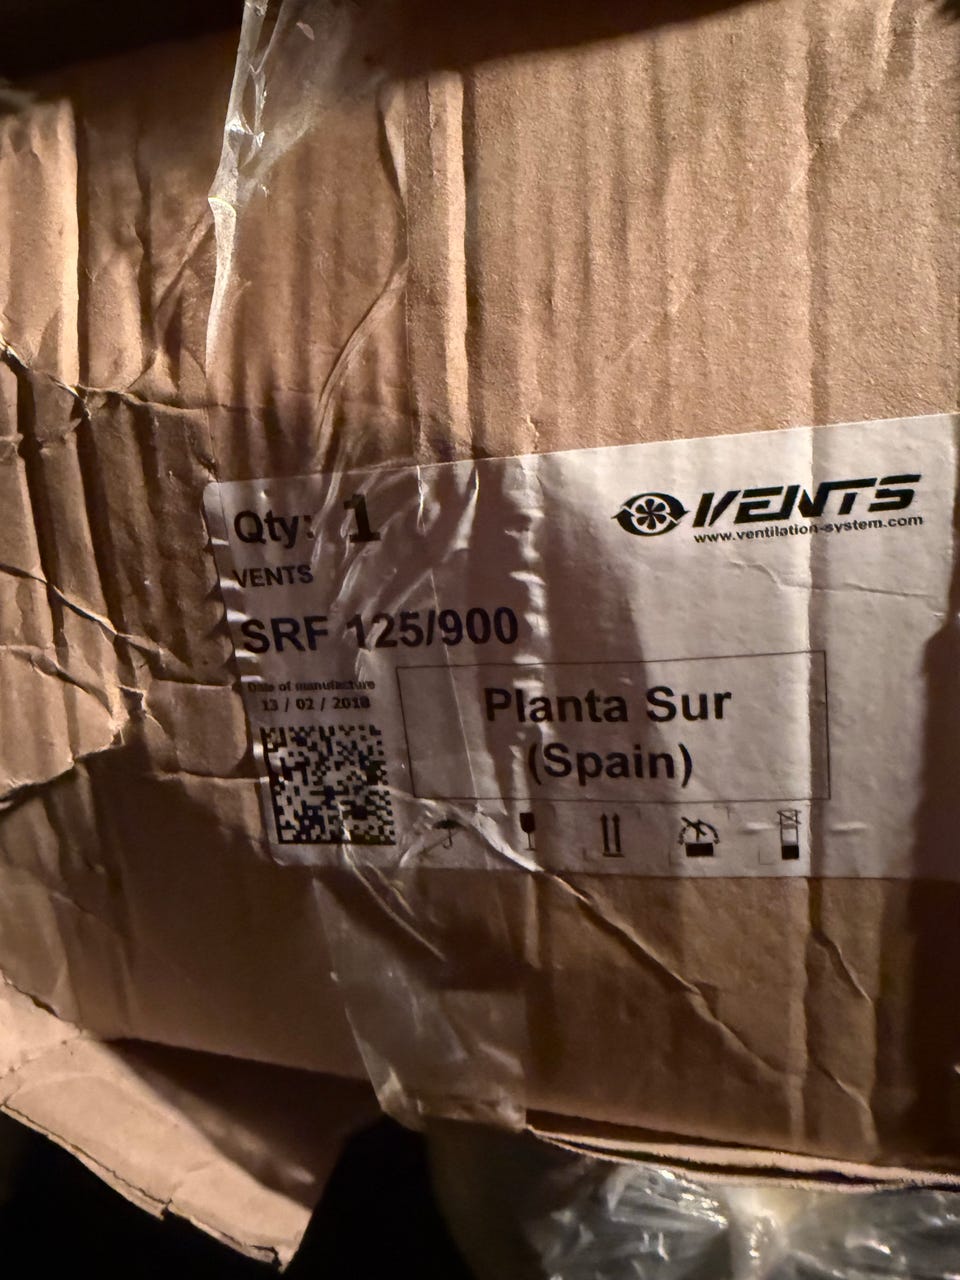 Qty: 1
VENTS
www.ventilation-system.com
VENTS
SRF 125/900
Date of manufacture
13 / 02 / 2018
Planta Sur
(Spain)